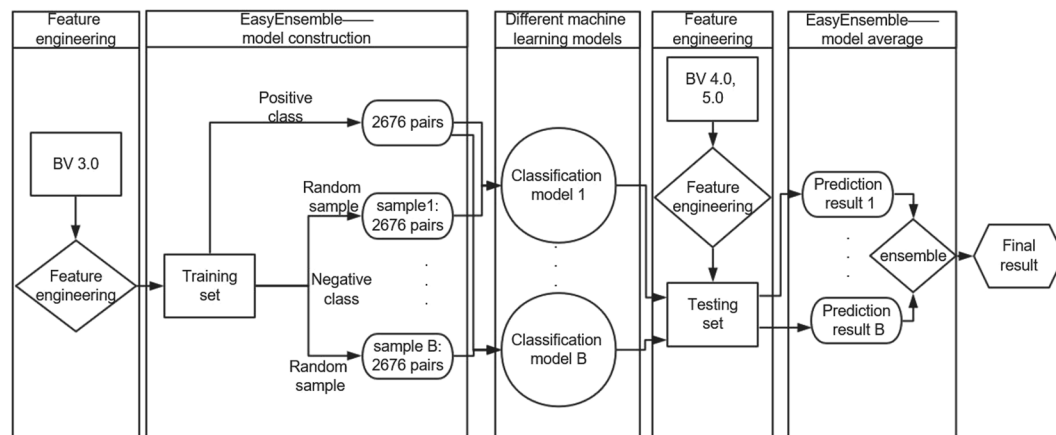 Feature
engineering
EasyEnsemble——
model construction
Different machine
learning models
Feature
engineering
EasyEnsemble——
model average
BV 3.0
Feature
engineering
Training
set
Positive
class
2676 pairs
Random
sample
sample1:
2676 pairs
Negative
class
Random
sample
sample B:
2676 pairs
Classification
model 1
Classification
model B
BV 4.0,
5.0
Feature
engineering
Testing
set
Prediction
result 1
Prediction
result B
ensemble
Final
result